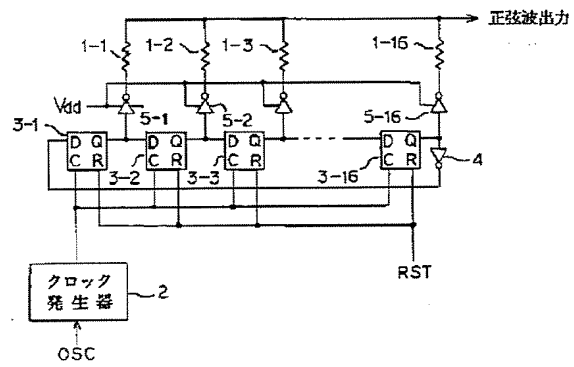 正弦波出力
1-1
1-2
1-3
1-16
Vdd
5-1
5-2
5-16
3-1
D Q
C R
D Q
C R
D Q
C R
D Q
C R
4
3-2
3-3
3-16
RST
クロック
発生器
2
OSC